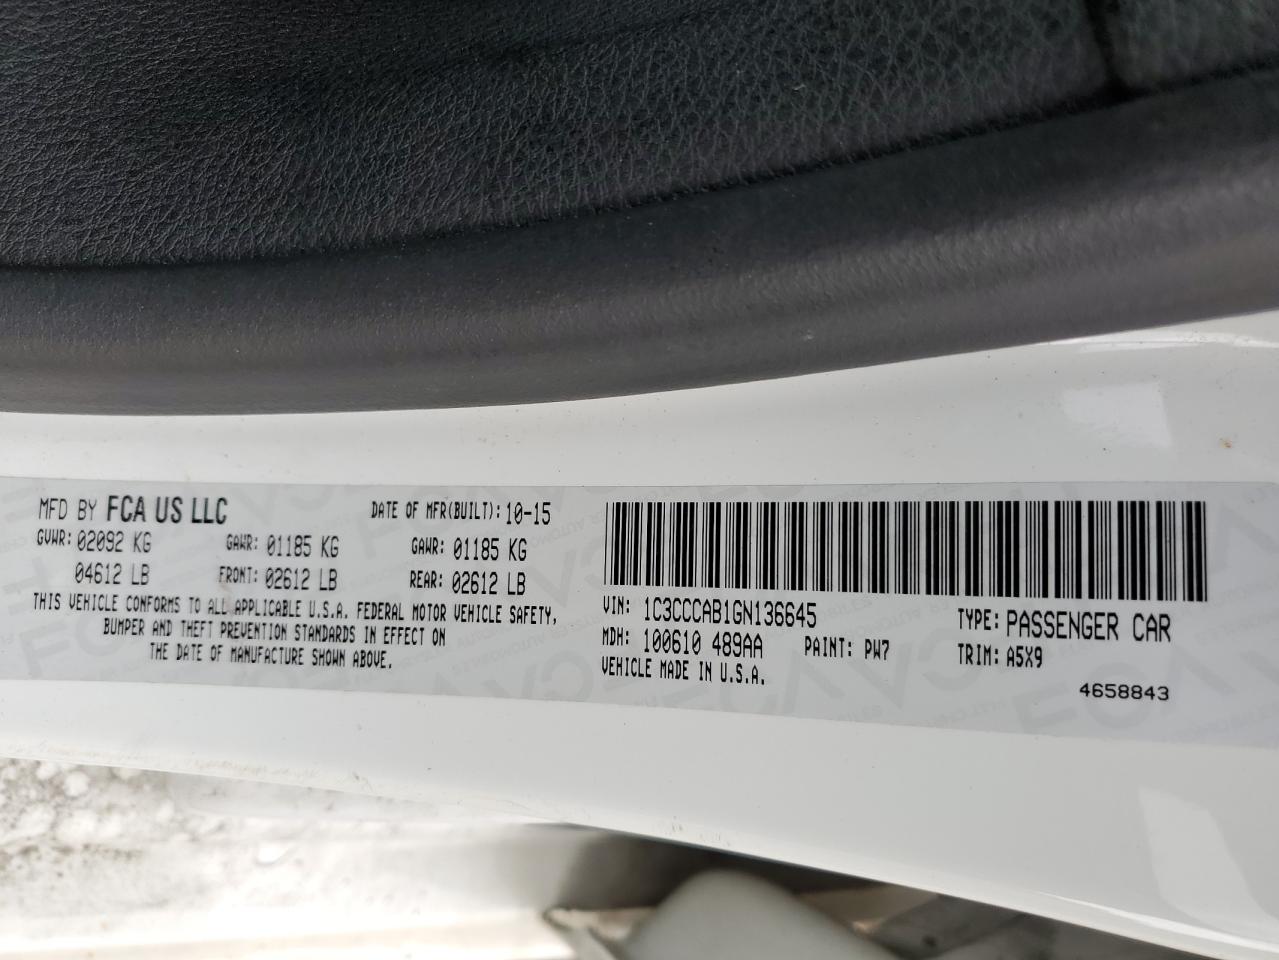 MFD BY FCA US LLC DATE OF MFR(BUILT): 10-15
GVWR: 02092 KG GAWR: 01185 KG GAWR: 01185 KG
04612 LB FRONT: 02612 LB REAR: 02612 LB
THIS VEHICLE CONFORMS TO ALL APPLICABLE U.S.A. FEDERAL MOTOR VEHICLE SAFETY,
BUMPER AND THEFT PREVENTION STANDARDS IN EFFECT ON
THE DATE OF MANUFACTURE SHOWN ABOVE.
VIN: 1C3CCCAB1GN136645 TYPE: PASSENGER CAR
MDH: 100610 489AA PAINT: PW7 TRIM: A5X9
VEHICLE MADE IN U.S.A.
4658843